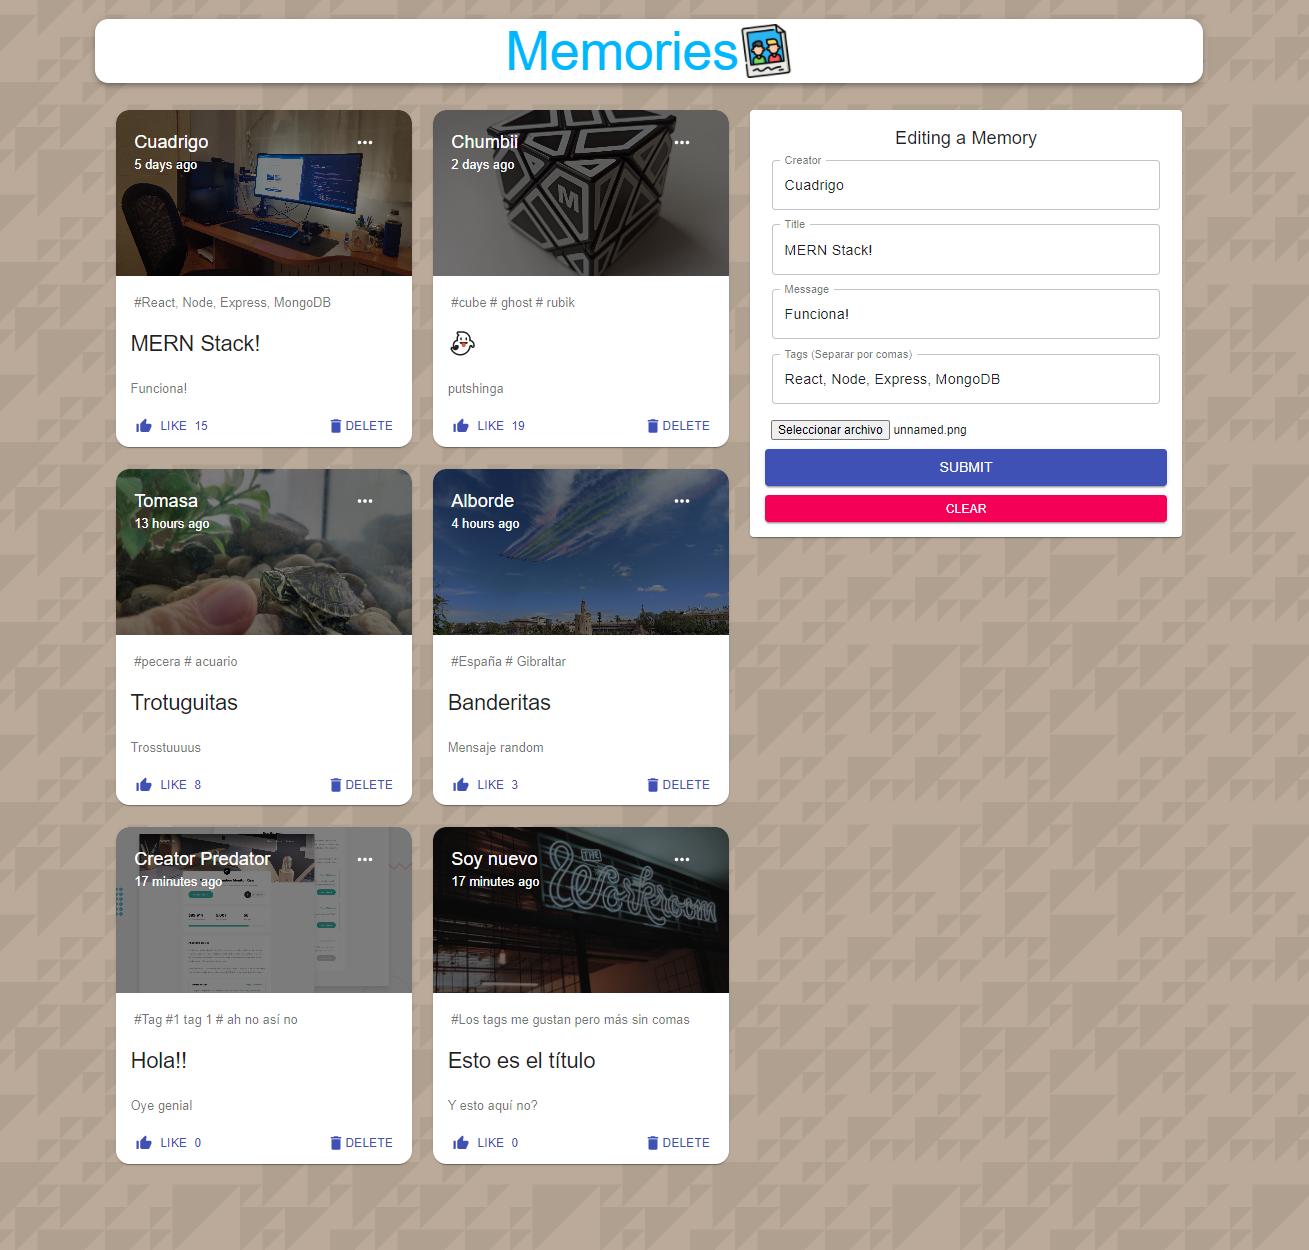 Memories
Cuadrigo
5 days ago
#React, Node, Express, MongoDB
MERN Stack!
Funciona!
LIKE 15
DELETE
Chumbii
2 days ago
M
#cube # ghost # rubik
putshinga
LIKE 19
DELETE
Tomasa
13 hours ago
#pecera # acuario
Trotuguitas
Trosstuuuus
LIKE 8
DELETE
Alborde
4 hours ago
#España # Gibraltar
Banderitas
Mensaje random
LIKE 3
DELETE
Creator Predator
17 minutes ago
#Tag #1 tag 1 # ah no así no
Hola!!
Oye genial
LIKE 0
DELETE
Soy nuevo
17 minutes ago
THE
Workroom
#Los tags me gustan pero más sin comas
Esto es el título
Y esto aquí no?
LIKE 0
DELETE
Editing a Memory
Creator
Cuadrigo
Title
MERN Stack!
Message
Funciona!
Tags (Separar por comas)
React, Node, Express, MongoDB
Seleccionar archivo unnamed.png
SUBMIT
CLEAR